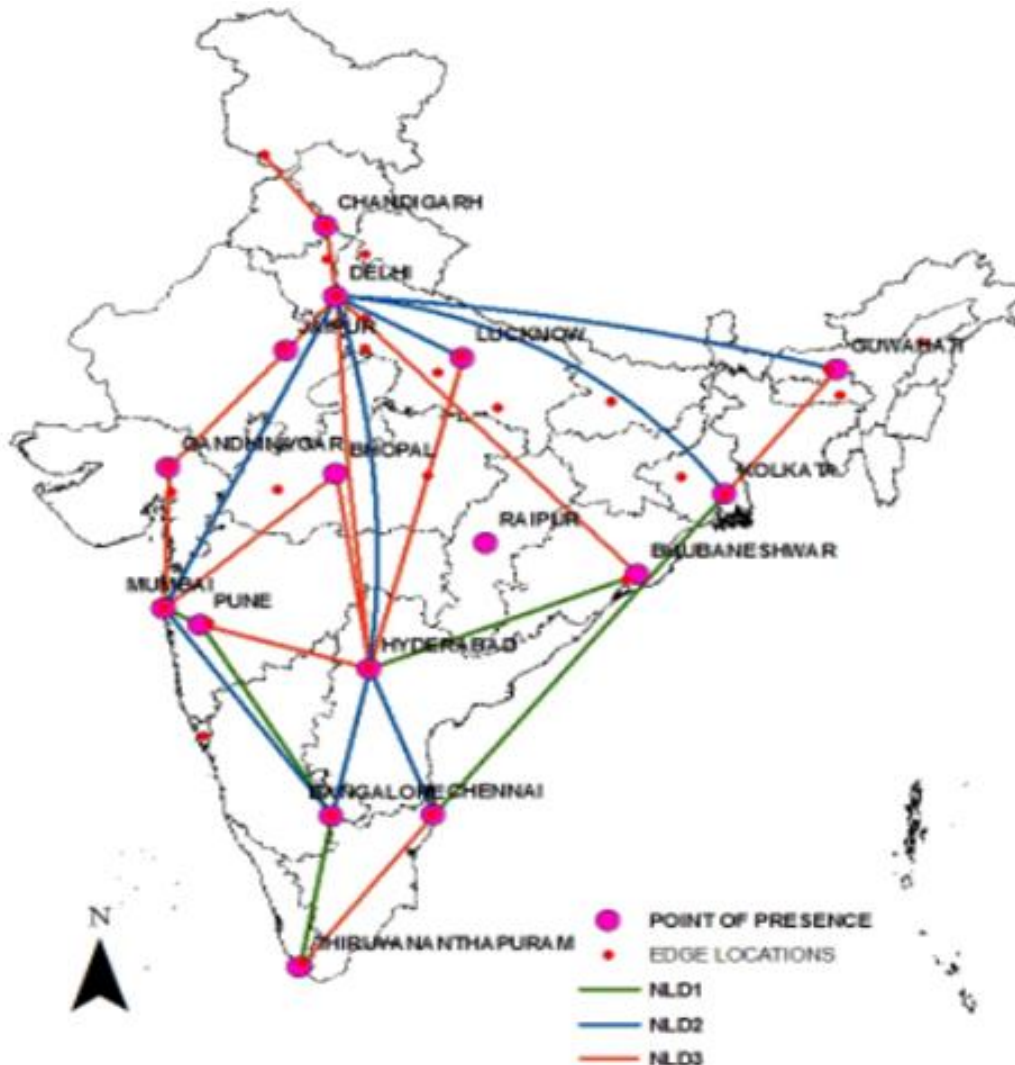 CHANDIGARH
DELHI
JAIPUR
LUCKNOW
GUWAHATI
GANDHINAGAR
BHOPAL
KOLKATA
RAIPUR
BHUBANESHWAR
MUMBAI
PUNE
HYDERABAD
BANGALORE
CHENNAI
N
POINT OF PRESENCE
THIRUVANANTHAPURAM
EDGE LOCATIONS
NLD1
NLD2
NLD3